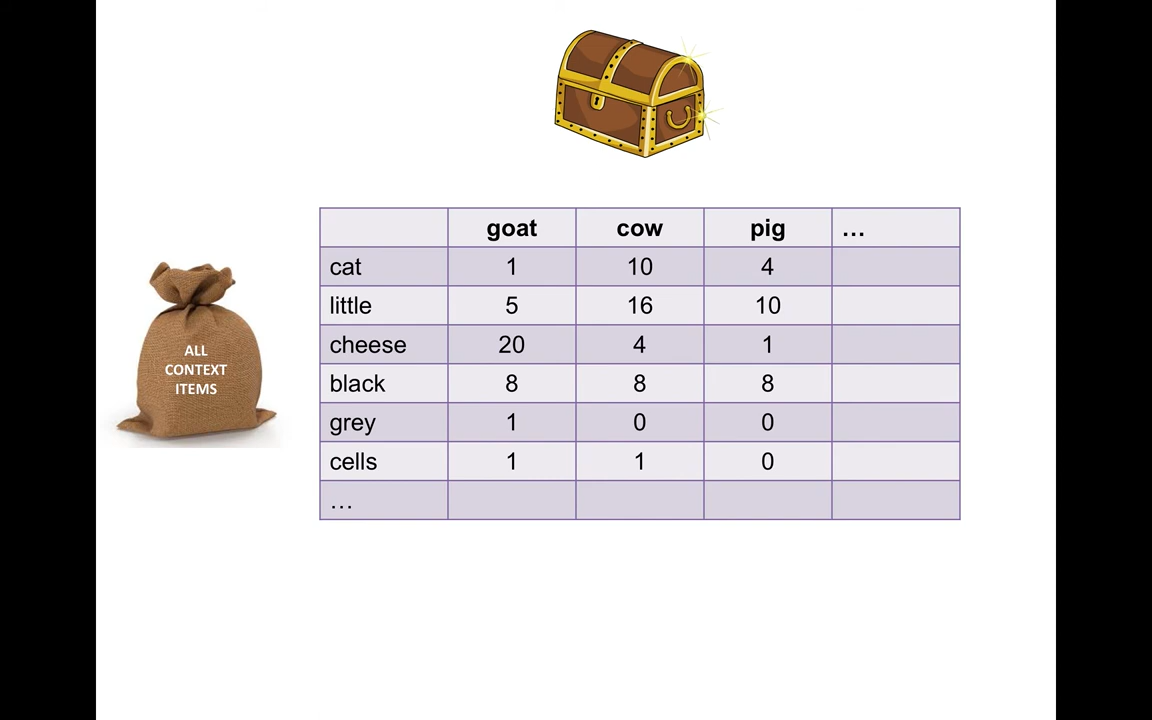 ALL
CONTEXT
ITEMS
goat cow pig …
cat 1 10 4
little 5 16 10
cheese 20 4 1
black 8 8 8
grey 1 0 0
cells 1 1 0
…